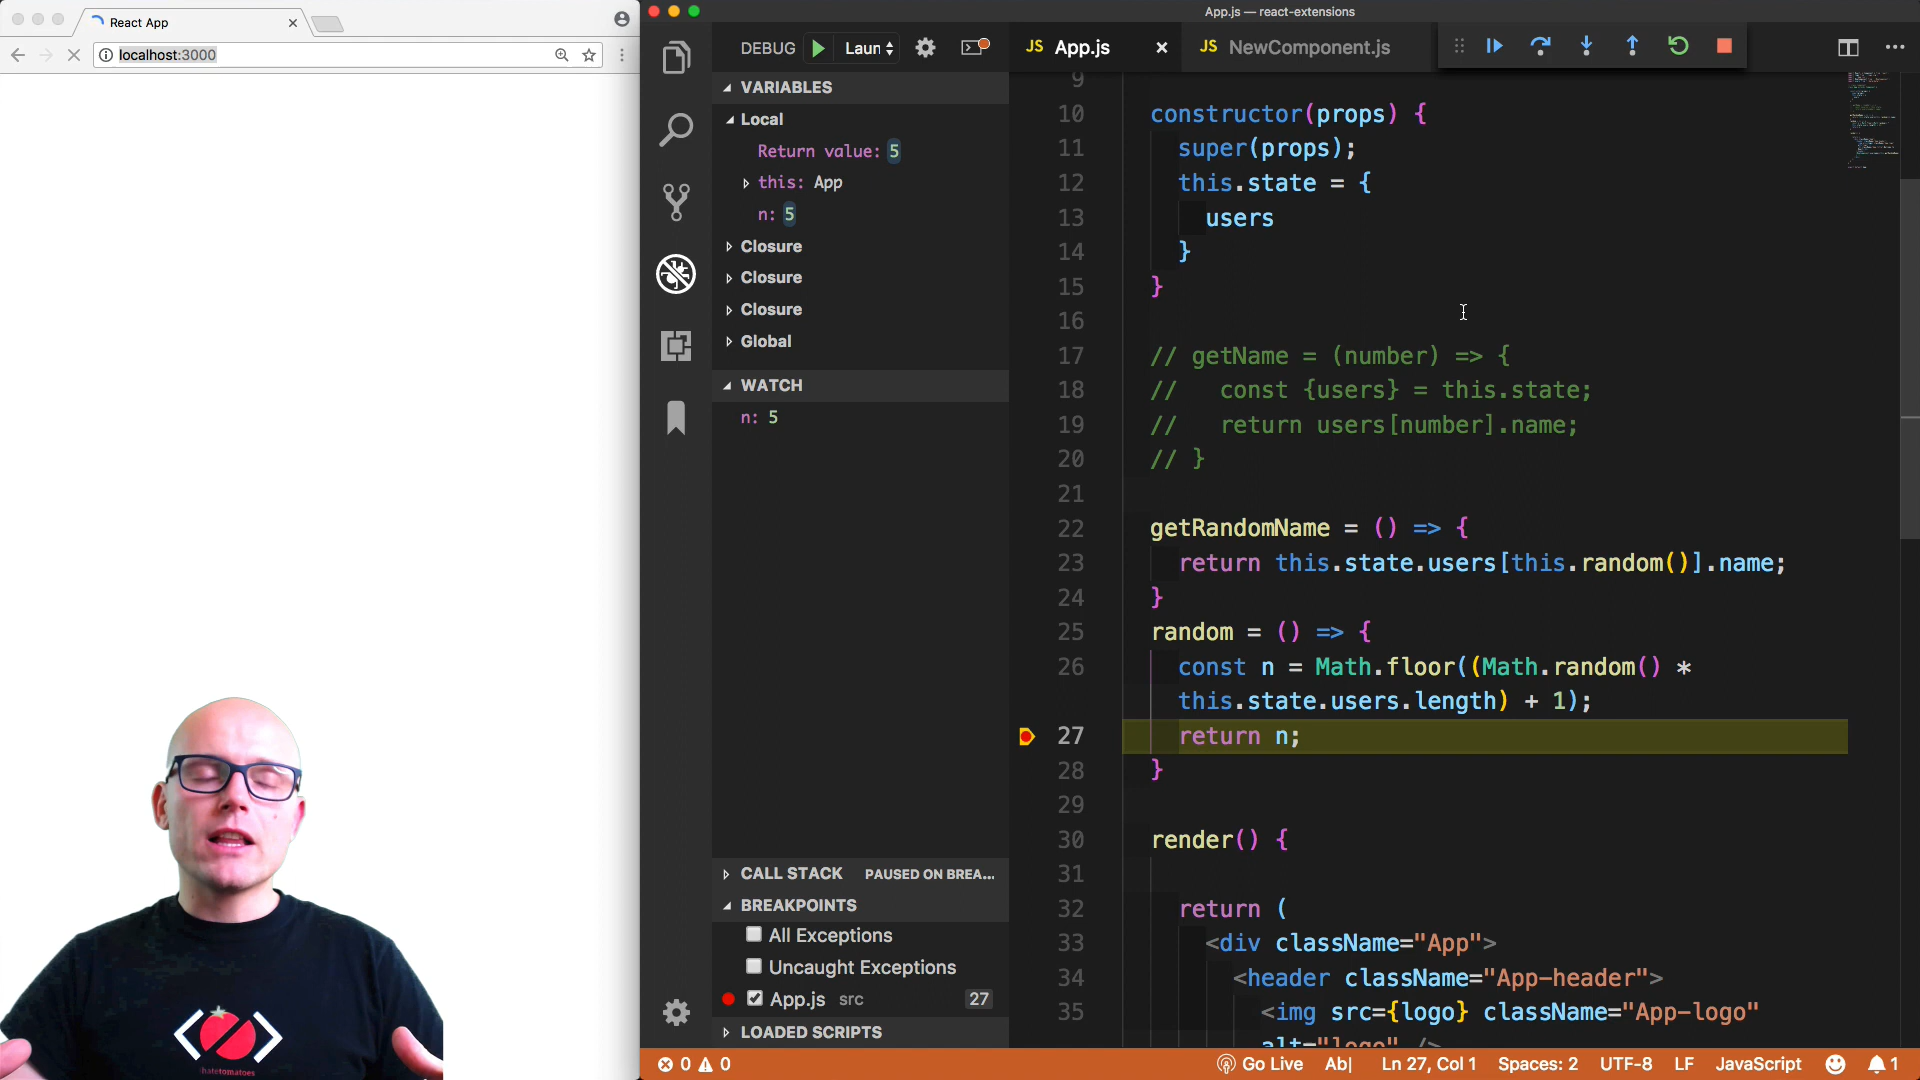 React App
localhost:3000
App.js — react-extensions
DEBUG
Laun
JS App.js
JS NewComponent.js
VARIABLES
Local
Return value: 5
this: App
n: 5
Closure
Closure
Closure
Global
WATCH
n: 5
CALL STACK PAUSED ON BREA...
BREAKPOINTS
All Exceptions
Uncaught Exceptions
App.js src 27
LOADED SCRIPTS
9
10 constructor(props) {
11 super(props);
12 this.state = {
13 users
14 }
15 }
16
17 // getName = (number) => {
18 // const {users} = this.state;
19 // return users[number].name;
20 // }
21
22 getRandomName = () => {
23 return this.state.users[this.random()].name;
24 }
25 random = () => {
26 const n = Math.floor((Math.random() *
this.state.users.length) + 1);
27 return n;
28 }
29
30 render() {
31
32 return (
33 <div className="App">
34 <header className="App-header">
35 <img src={logo} className="App-logo"
alt="logo" />
0 0
Go Live
Ab|
Ln 27, Col 1
Spaces: 2
UTF-8
LF
JavaScript
1
hatetomatoes